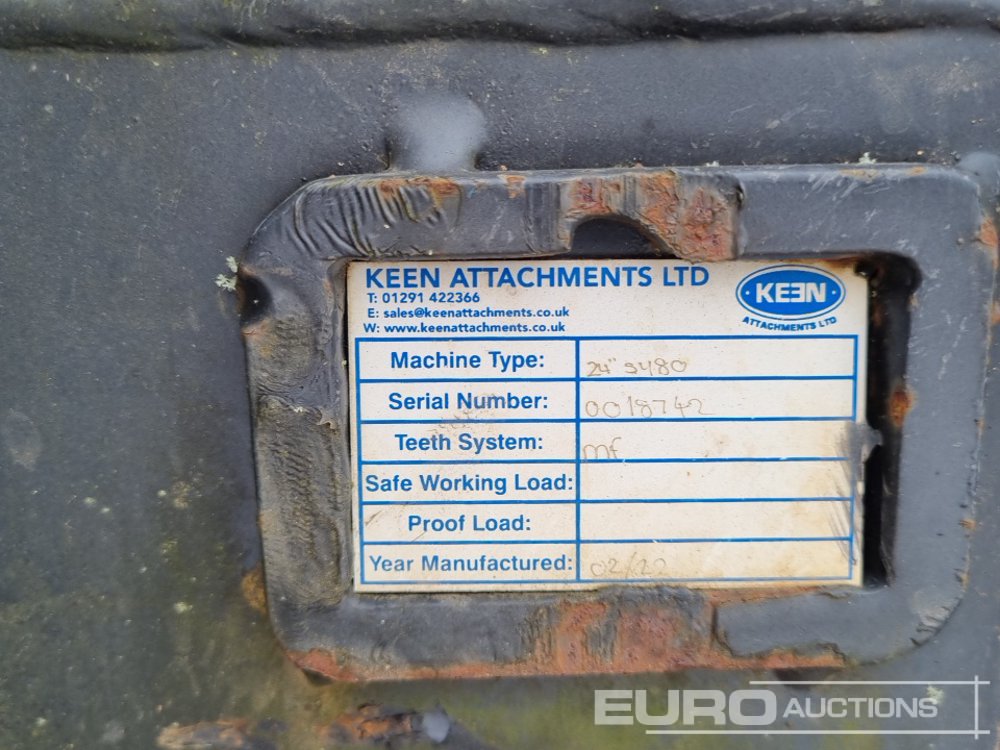 KEEN ATTACHMENTS LTD
T: 01291 422366
E: sales@keenattachments.co.uk
W: www.keenattachments.co.uk
KEEN
ATTACHMENTS LTD
Machine Type: 24" 9480
Serial Number: 0018742
Teeth System: mf
Safe Working Load:
Proof Load:
Year Manufactured: 02/22
EURO AUCTIONS